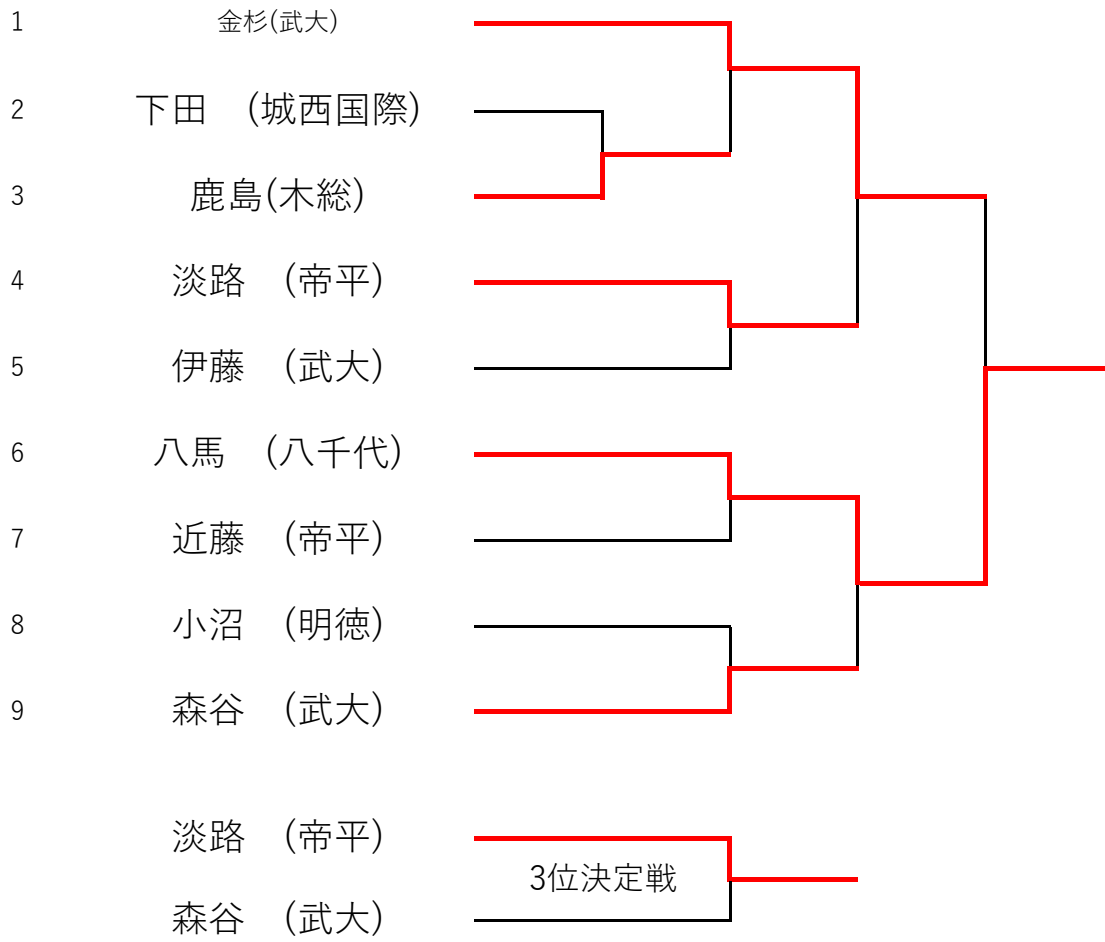 1 金杉(武大)
2 下田　(城西国際)
3 鹿島(木総)
4 淡路　(帝平)
5 伊藤　(武大)
6 八馬　(八千代)
7 近藤　(帝平)
8 小沼　(明徳)
9 森谷　(武大)
淡路　(帝平)
3位決定戦
森谷　(武大)